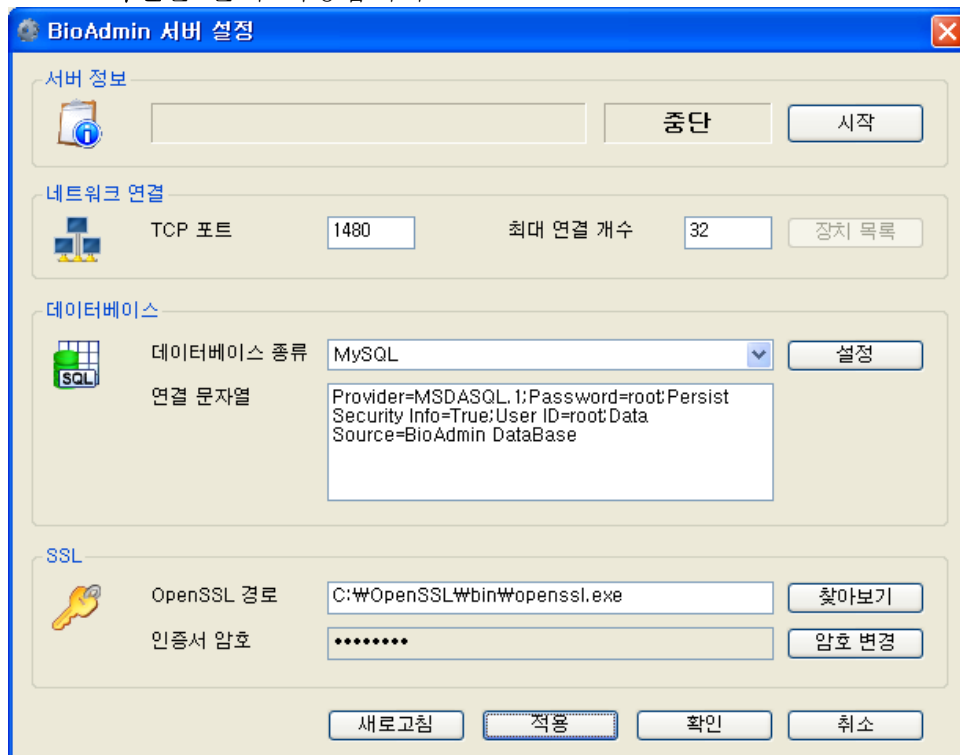 BioAdmin 서버 설정
서버 정보
중단
시작
네트워크 연결
TCP 포트
1480
최대 연결 개수
32
장치 목록
데이터베이스
데이터베이스 종류
MySQL
설정
연결 문자열
Provider=MSDASQL.1;Password=root;Persist
Security Info=True;User ID=root;Data
Source=BioAdmin DataBase
SQL
SSL
OpenSSL 경로
C:₩OpenSSL₩bin₩openssl.exe
찾아보기
인증서 암호
••••••••
암호 변경
새로고침
적용
확인
취소